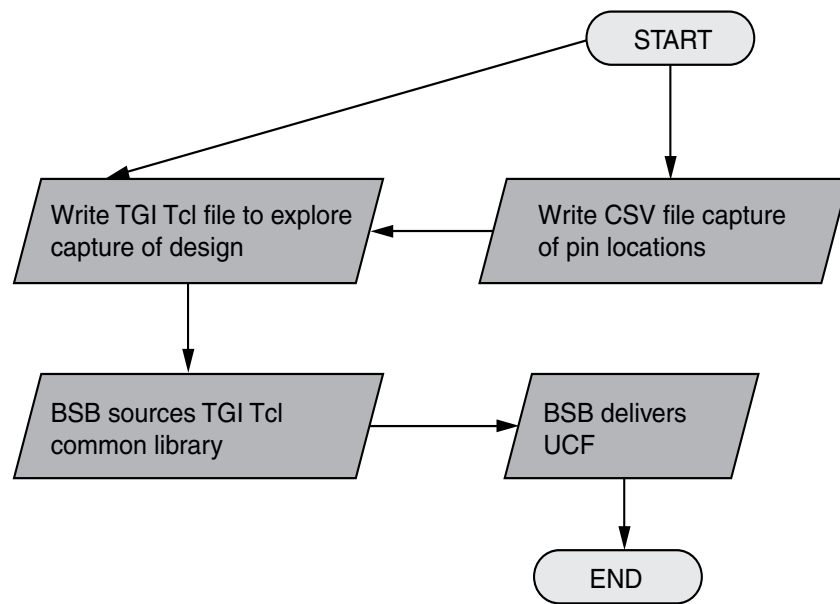 START
Write TGI Tcl file to explore
capture of design
Write CSV file capture
of pin locations
BSB sources TGI Tcl
common library
BSB delivers
UCF
END